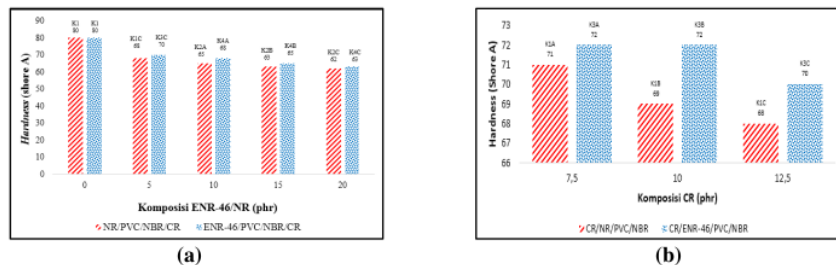 Hardness (shore A)
90
80
70
60
50
40
30
20
10
0
K1 80
K1 80
K1C 68
K3C 70
K2A 65
K4A 68
K2B 63
K4B 65
K2C 62
K4C 63
0 5 10 15 20
Komposisi ENR-46/NR (phr)
NR/PVC/NBR/CR ENR-46/PVC/NBR/CR
(a)
Hardness (Shore A)
73
72
71
70
69
68
67
66
K1A 71
K3A 72
K1B 69
K3B 72
K1C 68
K3C 70
7,5 10 12,5
Komposisi CR (phr)
CR/NR/PVC/NBR CR/ENR-46/PVC/NBR
(b)